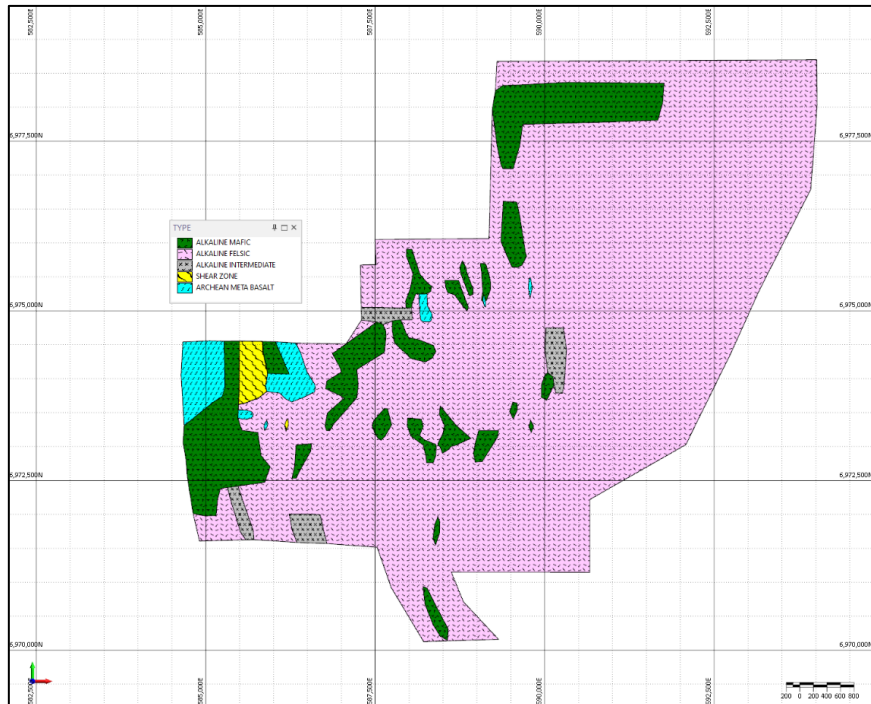 582,500E
585,000E
587,500E
590,000E
592,500E
6,977,500N
6,977,500N
TYPE
ALKALINE MAFIC
ALKALINE FELSIC
ALKALINE INTERMEDIATE
SHEAR ZONE
ARCHEAN META BASALT
6,975,000N
6,975,000N
6,972,500N
6,972,500N
6,970,000N
6,970,000N
582,500E
585,000E
587,500E
590,000E
592,500E
200 0 200 400 600 800